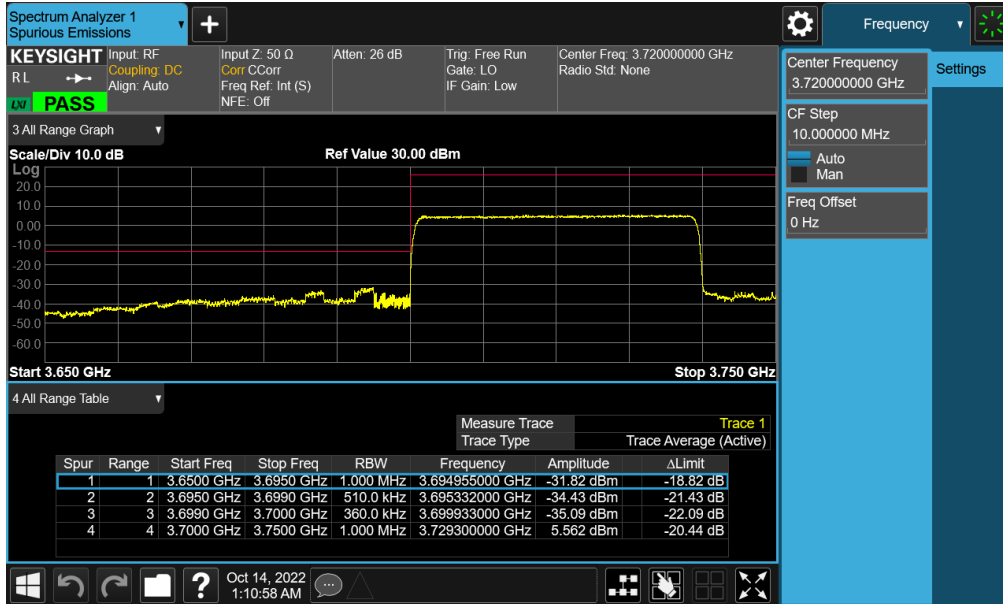 Spectrum Analyzer 1
Spurious Emissions
Frequency
KEYSIGHT
R L
LXI PASS
Input: RF
Coupling: DC
Align: Auto
Input Z: 50 Ω
Corr CCorr
Freq Ref: Int (S)
NFE: Off
Atten: 26 dB
Trig: Free Run
Gate: LO
IF Gain: Low
Center Freq: 3.720000000 GHz
Radio Std: None
Center Frequency
3.720000000 GHz
Settings
CF Step
10.000000 MHz
Auto
Man
Freq Offset
0 Hz
3 All Range Graph
Scale/Div 10.0 dB
Ref Value 30.00 dBm
Log
20.0
10.0
0.00
-10.0
-20.0
-30.0
-40.0
-50.0
-60.0
Start 3.650 GHz
Stop 3.750 GHz
4 All Range Table
Measure Trace Trace 1
Trace Type Trace Average (Active)
Spur Range Start Freq Stop Freq RBW Frequency Amplitude ΔLimit
1 1 3.6500 GHz 3.6950 GHz 1.000 MHz 3.694955000 GHz -31.82 dBm -18.82 dB
2 2 3.6950 GHz 3.6990 GHz 510.0 kHz 3.695332000 GHz -34.43 dBm -21.43 dB
3 3 3.6990 GHz 3.7000 GHz 360.0 kHz 3.699933000 GHz -35.09 dBm -22.09 dB
4 4 3.7000 GHz 3.7500 GHz 1.000 MHz 3.729300000 GHz 5.562 dBm -20.44 dB
?
Oct 14, 2022
1:10:58 AM